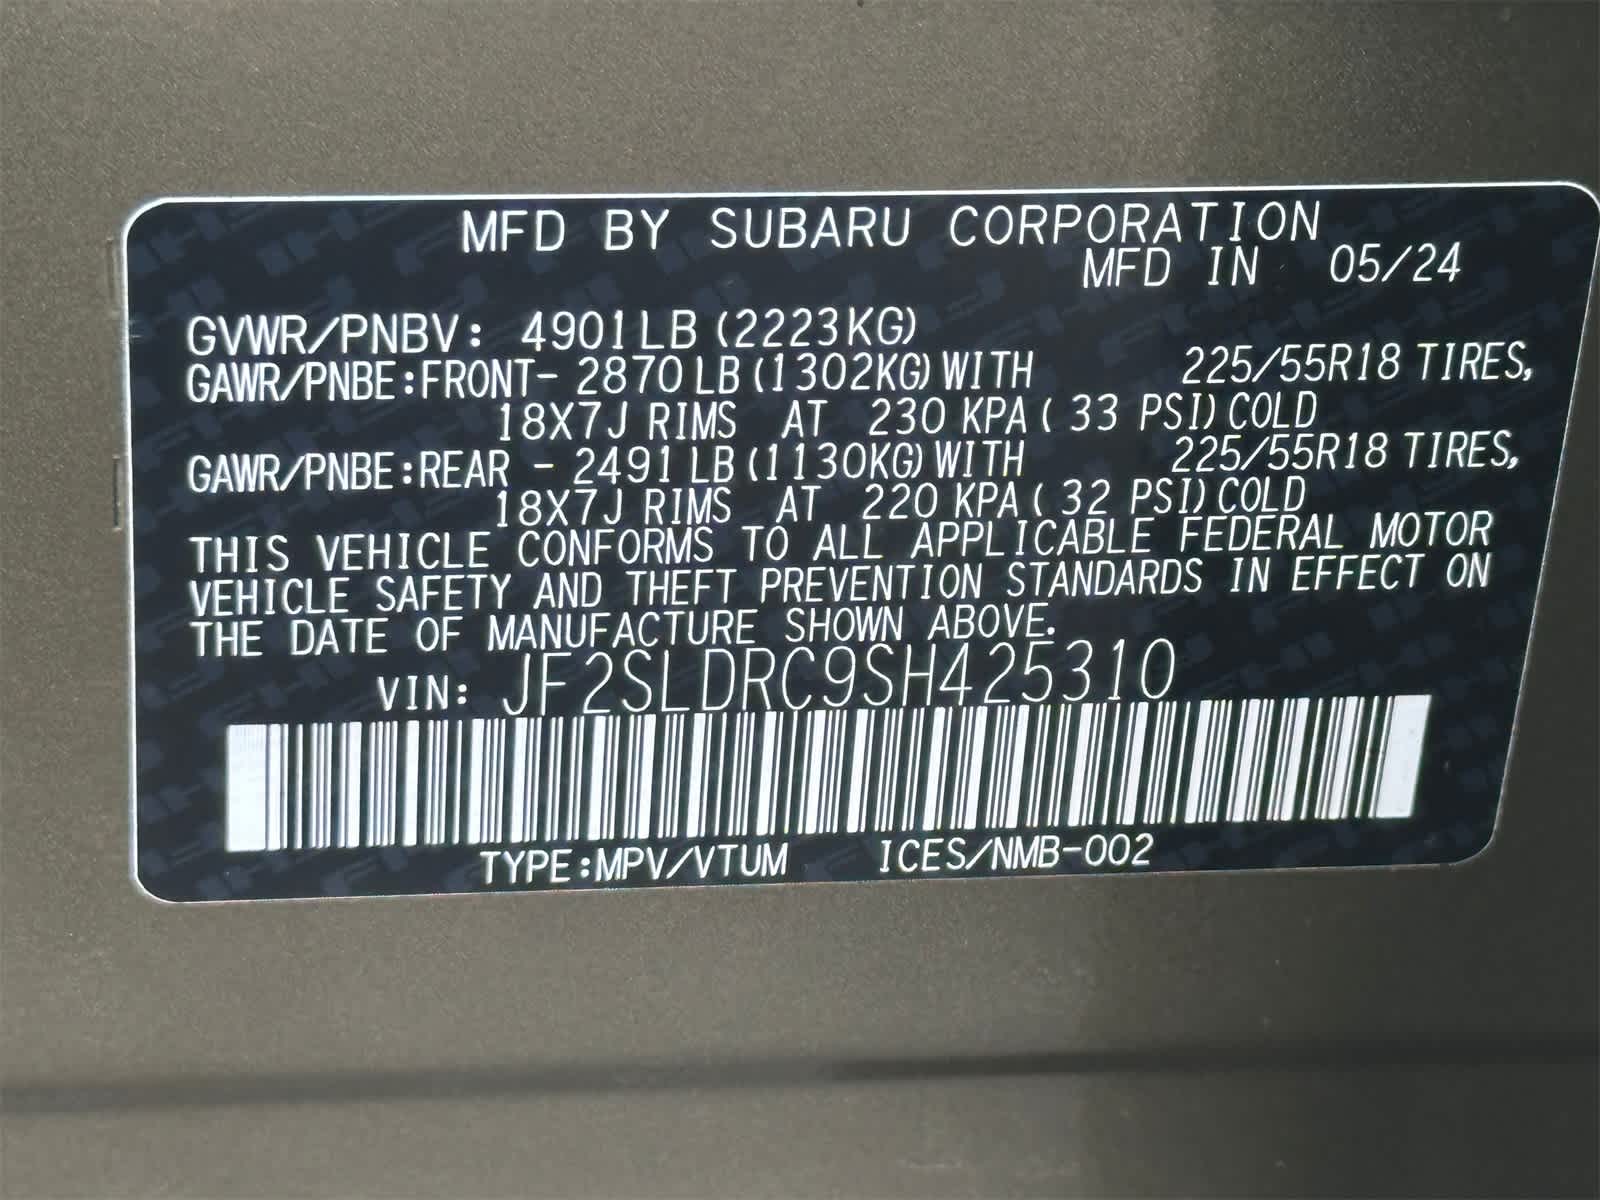 MFD BY SUBARU CORPORATION
MFD IN 05/24
GVWR/PNBV: 4901LB (2223KG)
GAWR/PNBE:FRONT- 2870LB (1302KG) WITH 225/55R18 TIRES,
18X7J RIMS AT 230 KPA ( 33 PSI) COLD
GAWR/PNBE:REAR - 2491LB (1130KG) WITH 225/55R18 TIRES,
18X7J RIMS AT 220 KPA ( 32 PSI) COLD
THIS VEHICLE CONFORMS TO ALL APPLICABLE FEDERAL MOTOR
VEHICLE SAFETY AND THEFT PREVENTION STANDARDS IN EFFECT ON
THE DATE OF MANUFACTURE SHOWN ABOVE.
VIN: JF2SLDRC9SH425310
TYPE:MPV/VTUM ICES/NMB-002